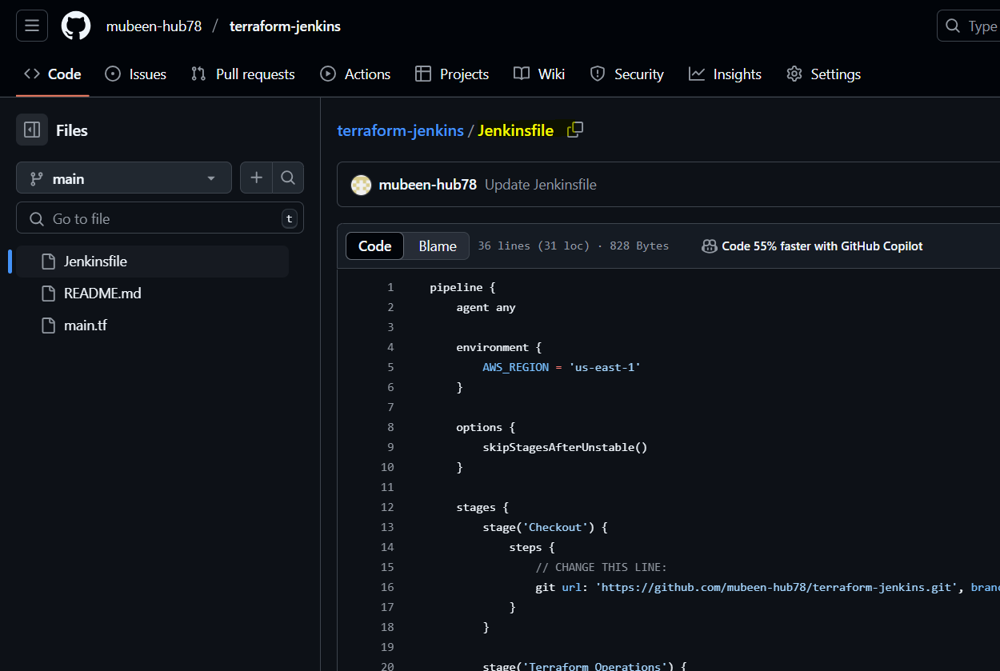 mubeen-hub78 / terraform-jenkins
Type
Code Issues Pull requests Actions Projects Wiki Security Insights Settings
Files
main
Go to file
t
Jenkinsfile
README.md
main.tf
terraform-jenkins / Jenkinsfile
mubeen-hub78 Update Jenkinsfile
Code Blame 36 lines (31 loc) · 828 Bytes Code 55% faster with GitHub Copilot
1 pipeline {
2 agent any
3
4 environment {
5 AWS_REGION = 'us-east-1'
6 }
7
8 options {
9 skipStagesAfterUnstable()
10 }
11
12 stages {
13 stage('Checkout') {
14 steps {
15 // CHANGE THIS LINE:
16 git url: 'https://github.com/mubeen-hub78/terraform-jenkins.git', bran
17 }
18 }
19
20 stage('Terraform Operations') {